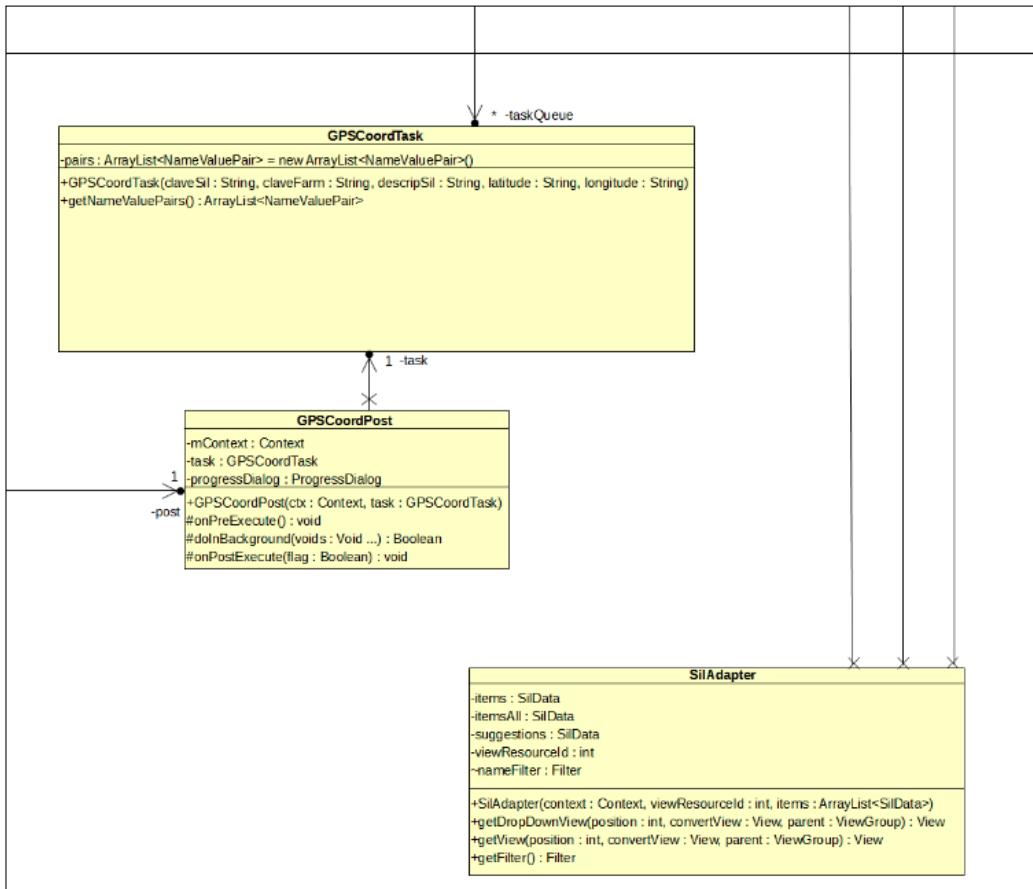 * -taskQueue
GPSCoordTask
-pairs : ArrayList<NameValuePair> = new ArrayList<NameValuePair>()
+GPSCoordTask(claveSil : String, claveFarm : String, descripSil : String, latitude : String, longitude : String)
+getNameValuePairs() : ArrayList<NameValuePair>
1 -task
GPSCoordPost
-mContext : Context
-task : GPSCoordTask
-progressDialog : ProgressDialog
1
-post
+GPSCoordPost(ctx : Context, task : GPSCoordTask)
#onPreExecute() : void
#doInBackground(voids : Void ...) : Boolean
#onPostExecute(flag : Boolean) : void
SilAdapter
-items : SilData
-itemsAll : SilData
-suggestions : SilData
-viewResourceId : int
~nameFilter : Filter
+SilAdapter(context : Context, viewResourceId : int, items : ArrayList<SilData>)
+getDropDownView(position : int, convertView : View, parent : ViewGroup) : View
+getView(position : int, convertView : View, parent : ViewGroup) : View
+getFilter() : Filter